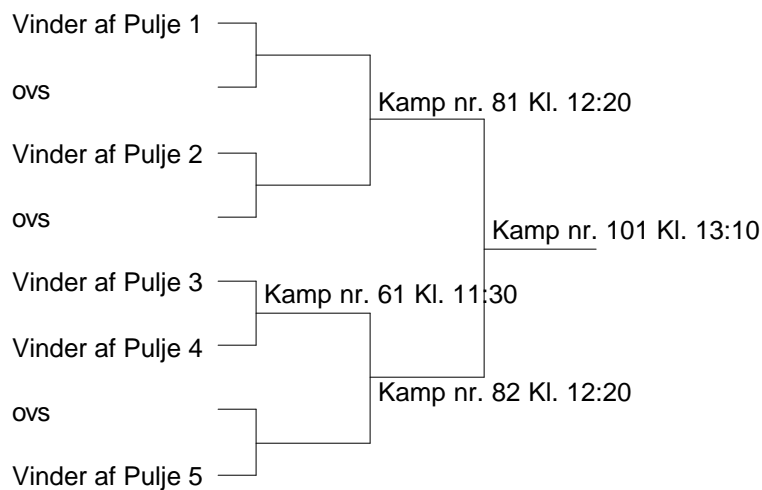 Vinder af Pulje 1
ovs
Kamp nr. 81 Kl. 12:20
Vinder af Pulje 2
ovs
Kamp nr. 101 Kl. 13:10
Vinder af Pulje 3
Kamp nr. 61 Kl. 11:30
Vinder af Pulje 4
Kamp nr. 82 Kl. 12:20
ovs
Vinder af Pulje 5